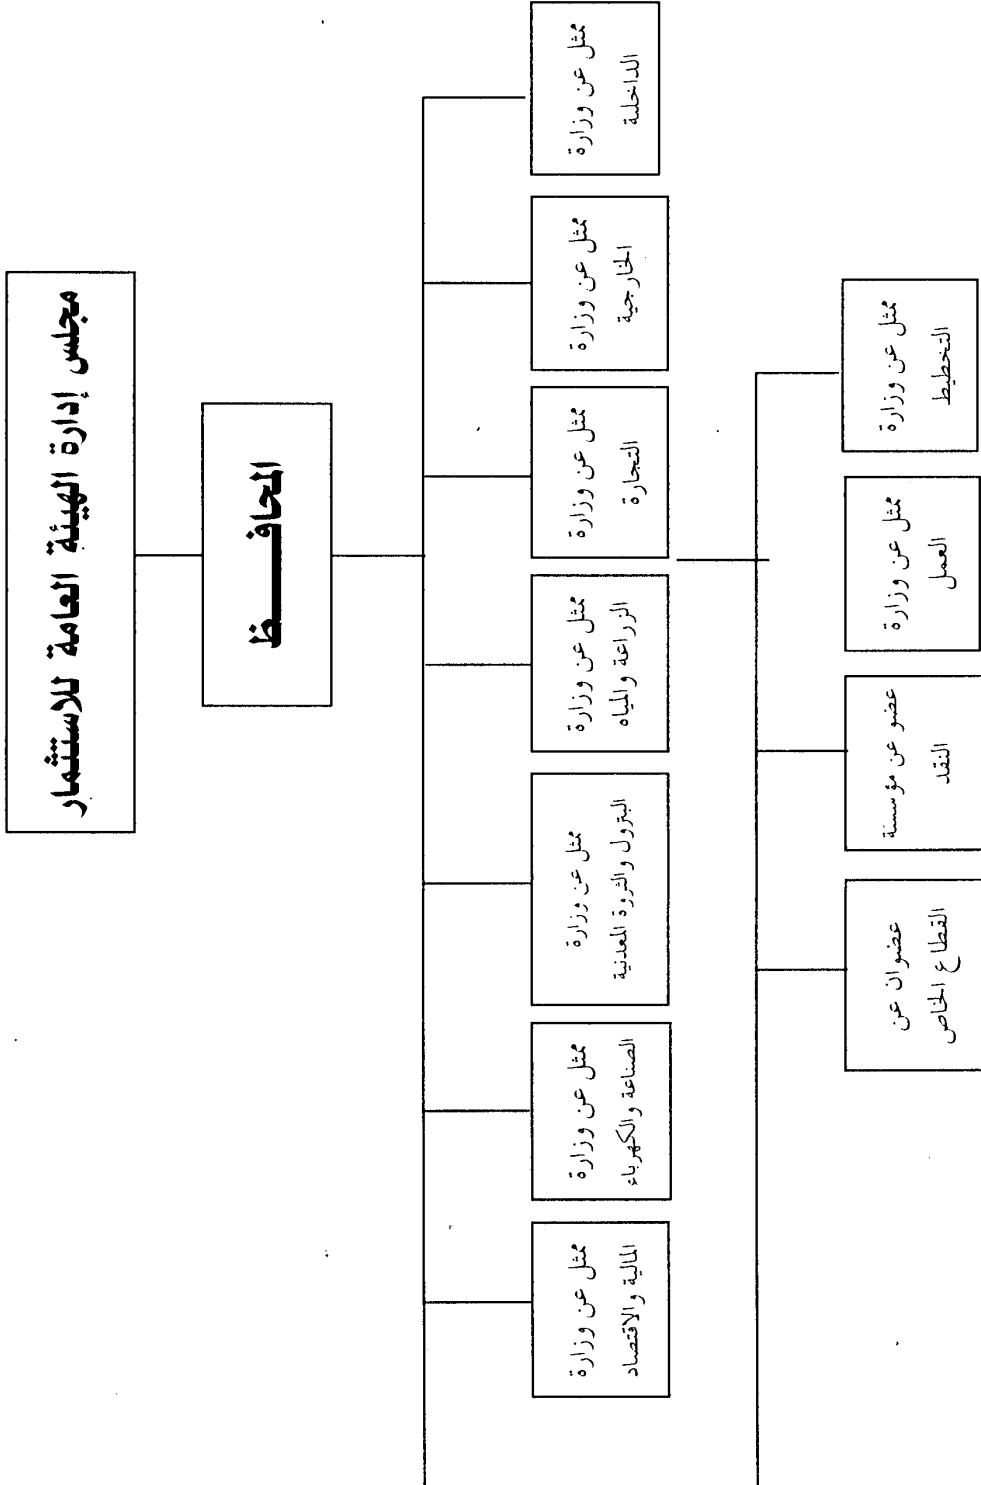 مجلس إدارة الهيئة العامة للاستثمار
المحافـــــظ
ممثل عن وزارة
الداخلية
ممثل عن وزارة
الخارجية
ممثل عن وزارة
التجارة
ممثل عن وزارة
الزراعة والمياه
ممثل عن وزارة
البترول والثروة المعدنية
ممثل عن وزارة
الصناعة والكهرباء
ممثل عن وزارة
المالية والاقتصاد
ممثل عن وزارة
التخطيط
ممثل عن وزارة
العمل
عضو عن مؤسسة
النقد
عضوان عن
القطاع الخاص